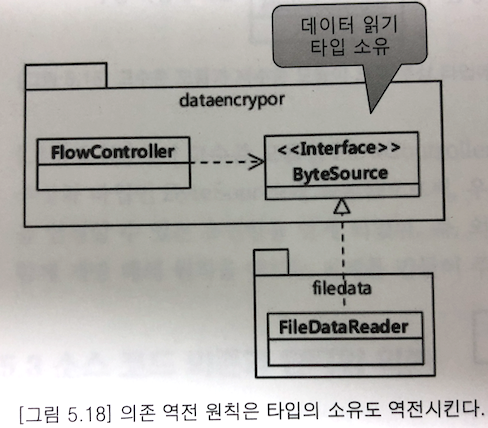 데이터 읽기
타입 소유
dataencrypor
FlowController
<<Interface>>
ByteSource
filedata
FileDataReader
[그림 5.18] 의존 역전 원칙은 타입의 소유도 역전시킨다.